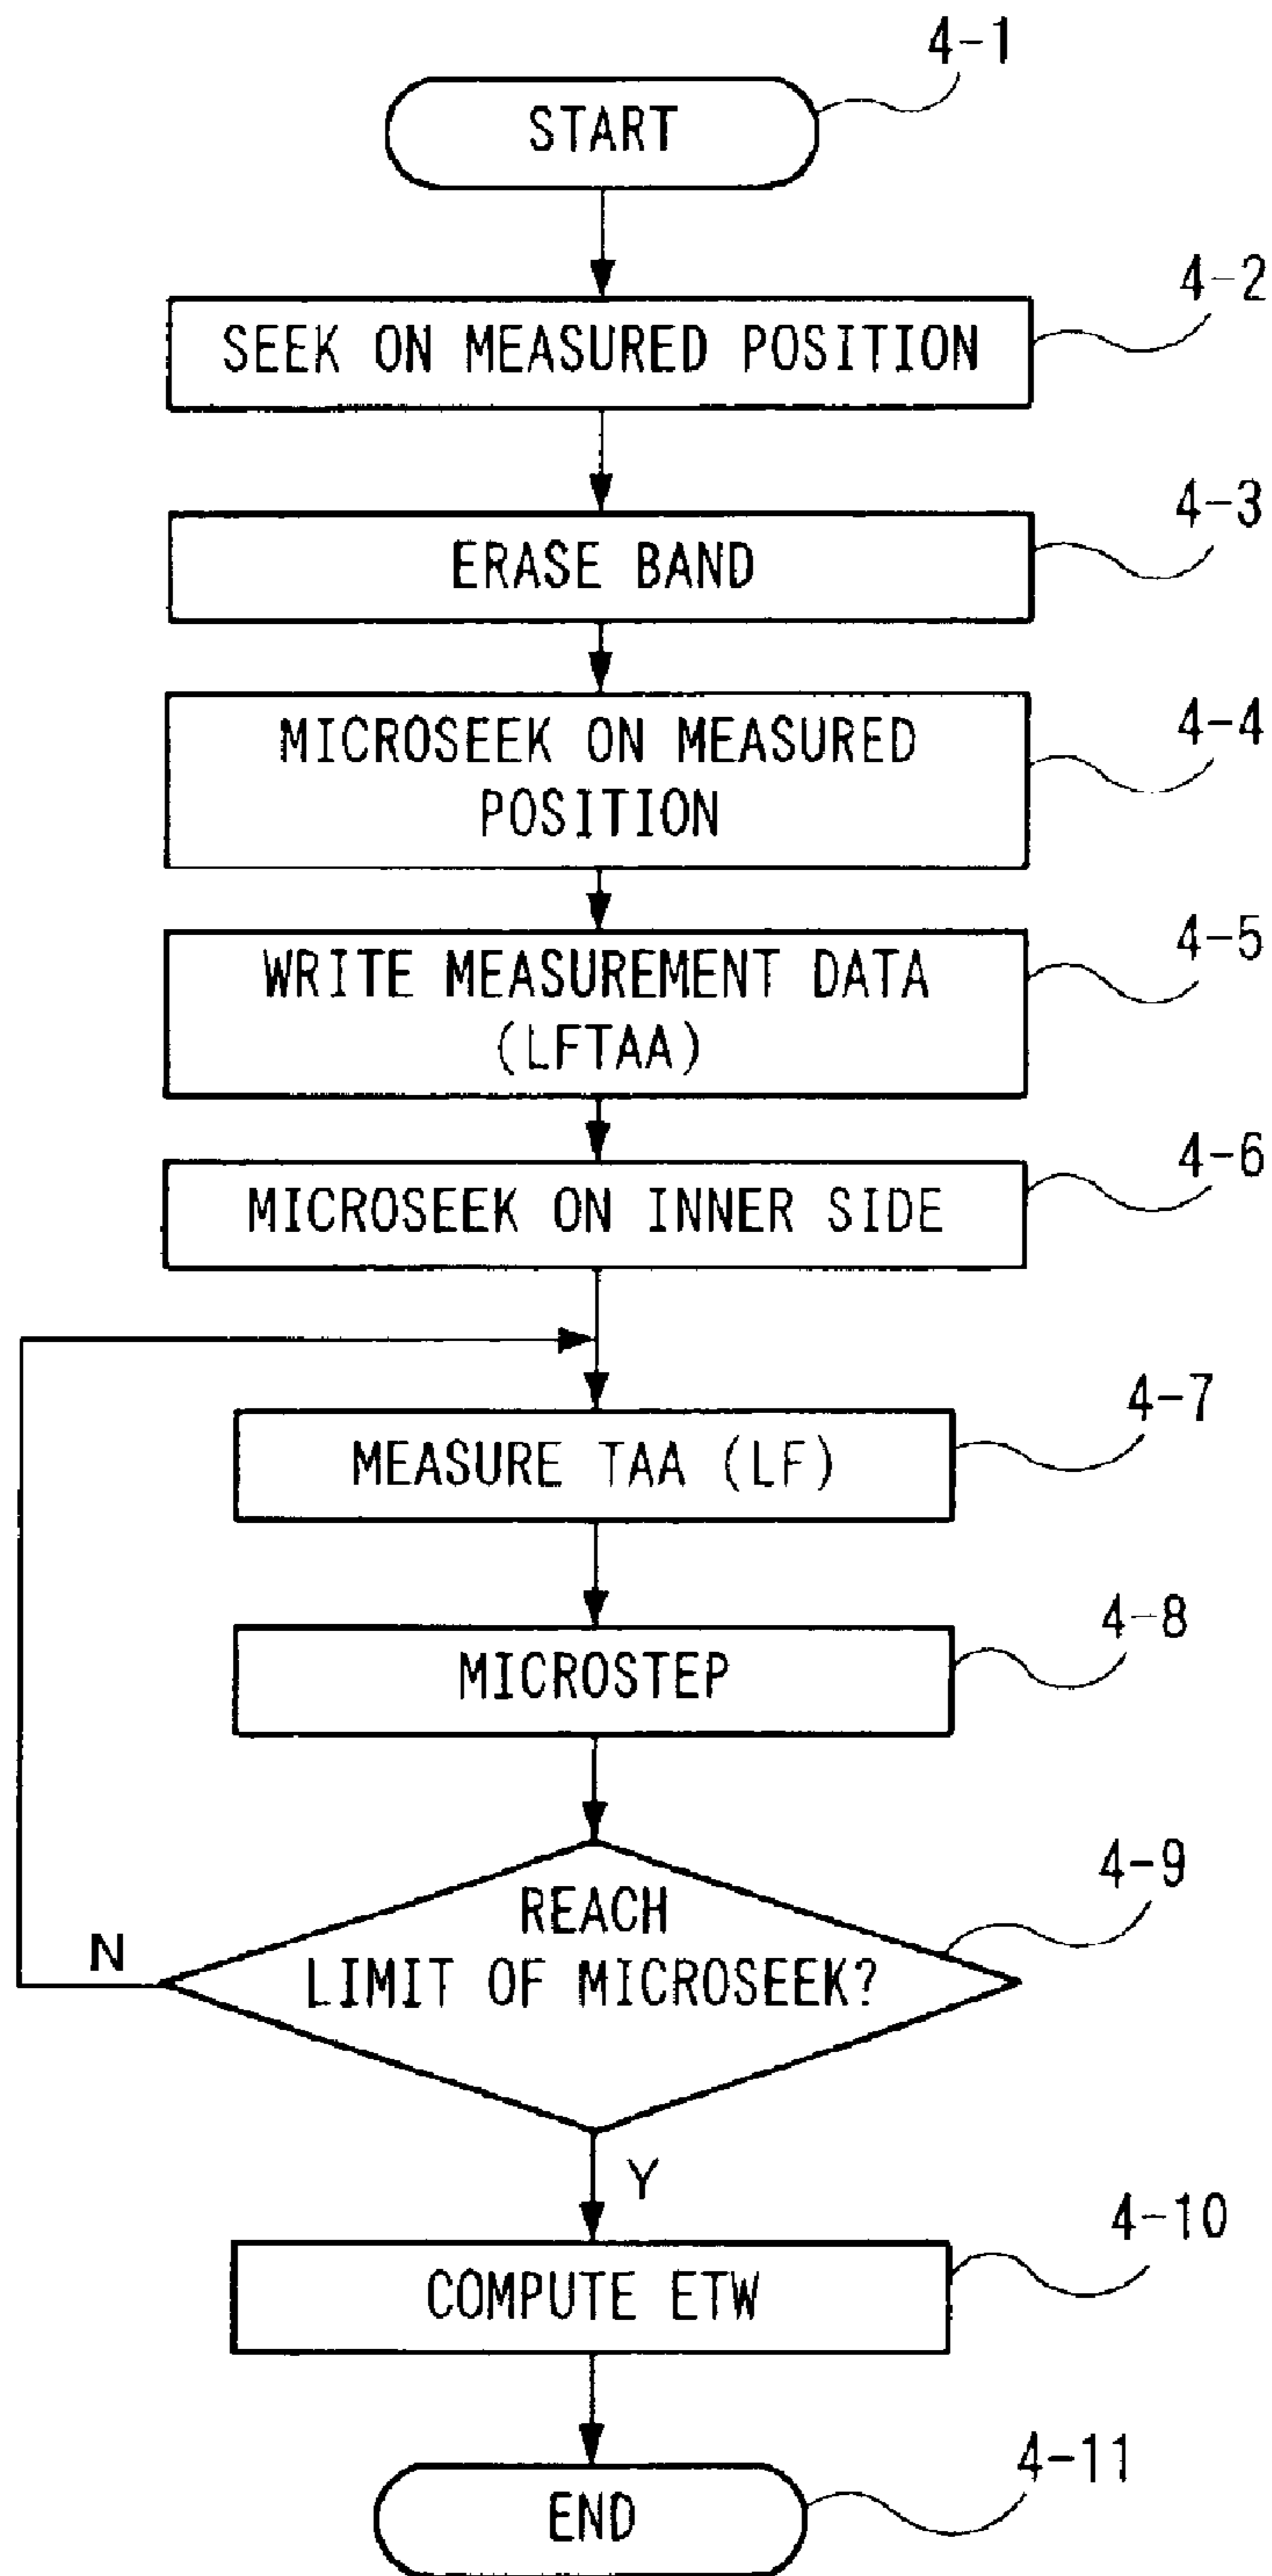 4-1
START
4-2
SEEK ON MEASURED POSITION
4-3
ERASE BAND
4-4
MICROSEEK ON MEASURED
POSITION
4-5
WRITE MEASUREMENT DATA
(LFTAA)
4-6
MICROSEEK ON INNER SIDE
4-7
MEASURE TAA (LF)
4-8
MICROSTEP
4-9
REACH
LIMIT OF MICROSEEK?
N
Y
4-10
COMPUTE ETW
4-11
END